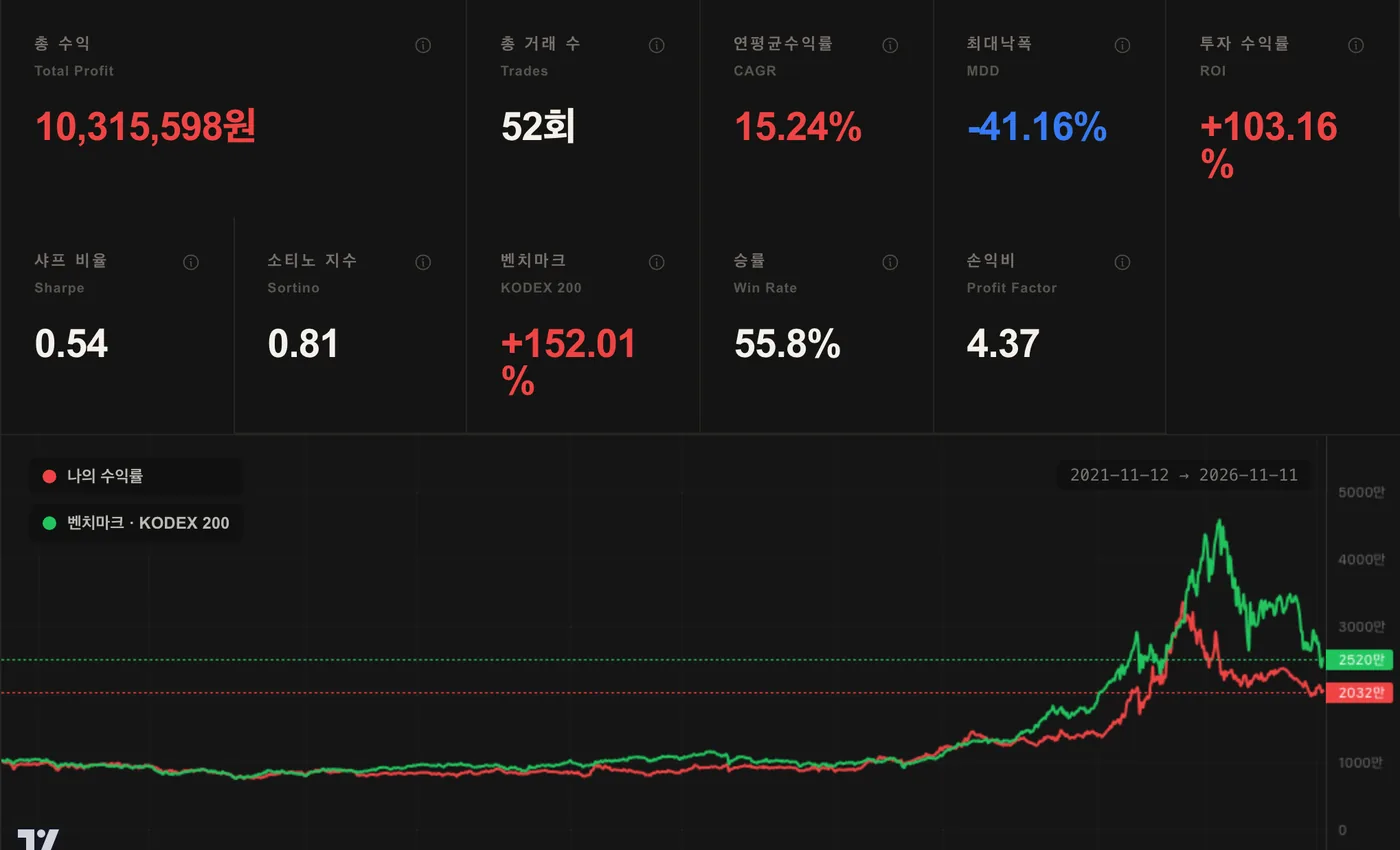 총 수익
Total Profit
10,315,598원
총 거래 수
Trades
52회
연평균수익률
CAGR
15.24%
최대낙폭
MDD
-41.16%
투자 수익률
ROI
+103.16
%
샤프 비율
Sharpe
0.54
소티노 지수
Sortino
0.81
벤치마크
KODEX 200
+152.01
%
승률
Win Rate
55.8%
손익비
Profit Factor
4.37
나의 수익률
벤치마크 · KODEX 200
2021-11-12 → 2026-11-11
5000만
4000만
3000만
2520만
2032만
1000만
0